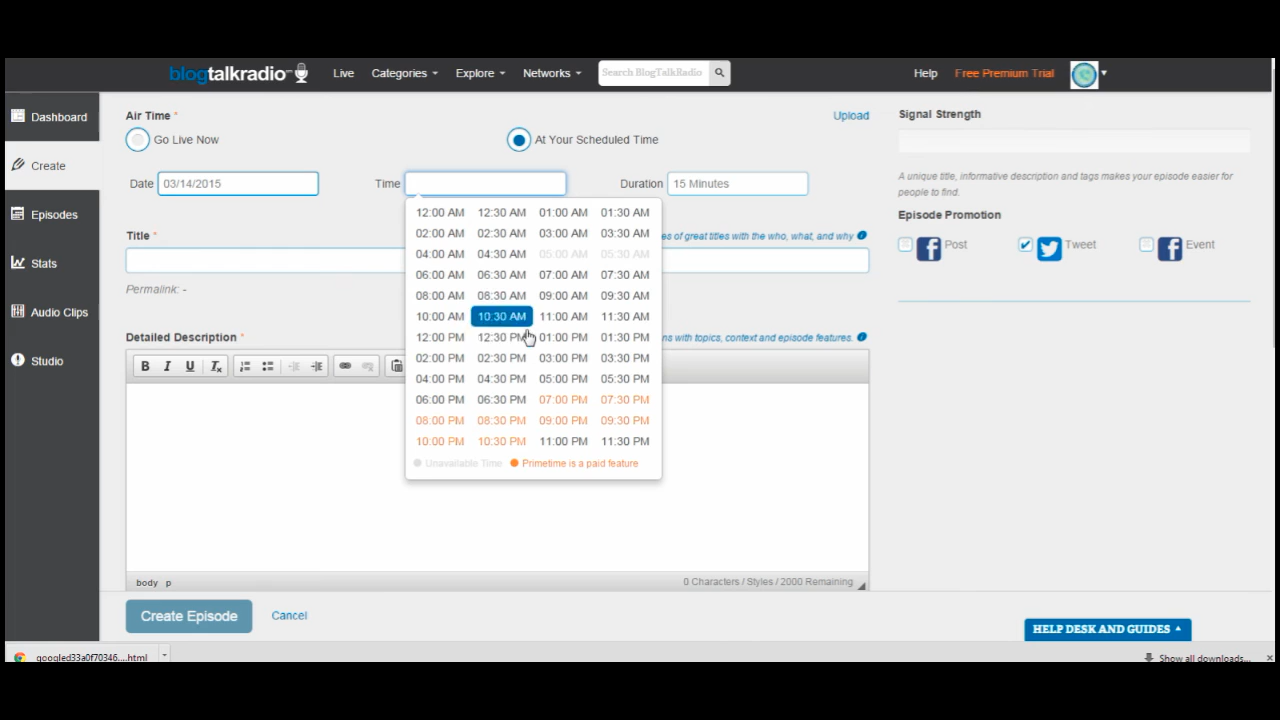 blogtalkradio Live Categories Explore Networks Search BlogTalkRadio Help Free Premium Trial
Dashboard
Create
Episodes
Stats
Audio Clips
Studio
Air Time * Upload
Go Live Now At Your Scheduled Time
Date 03/14/2015 Time Duration 15 Minutes
12:00 AM 12:30 AM 01:00 AM 01:30 AM
02:00 AM 02:30 AM 03:00 AM 03:30 AM
04:00 AM 04:30 AM 05:00 AM 05:30 AM
06:00 AM 06:30 AM 07:00 AM 07:30 AM
08:00 AM 08:30 AM 09:00 AM 09:30 AM
10:00 AM 10:30 AM 11:00 AM 11:30 AM
12:00 PM 12:30 PM 01:00 PM 01:30 PM
02:00 PM 02:30 PM 03:00 PM 03:30 PM
04:00 PM 04:30 PM 05:00 PM 05:30 PM
06:00 PM 06:30 PM 07:00 PM 07:30 PM
08:00 PM 08:30 PM 09:00 PM 09:30 PM
10:00 PM 10:30 PM 11:00 PM 11:30 PM
Unavailable Time Primetime is a paid feature
Title * es of great titles with the who, what, and why
Permalink: -
Detailed Description * ns with topics, context and episode features.
B I U Tx
body p 0 Characters / Styles / 2000 Remaining
Create Episode Cancel
Signal Strength
A unique title, informative description and tags make your episode easier for
people to find.
Episode Promotion
Post Tweet Event
HELP DESK AND GUIDES
googled33a0f70346....html Show all downloads...